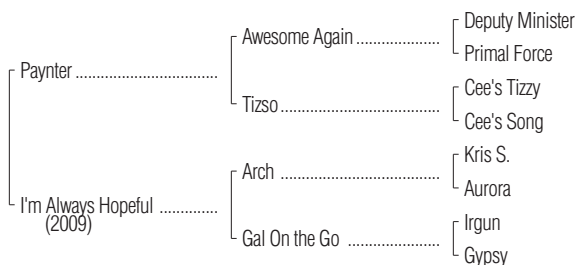 Deputy Minister
Awesome Again ....................
Primal Force
Paynter ..................................
Cee's Tizzy
Tizso ......................................
Cee's Song
Kris S.
Arch ......................................
Aurora
I'm Always Hopeful ..............
(2009)
Irgun
Gal On the Go ......................
Gypsy